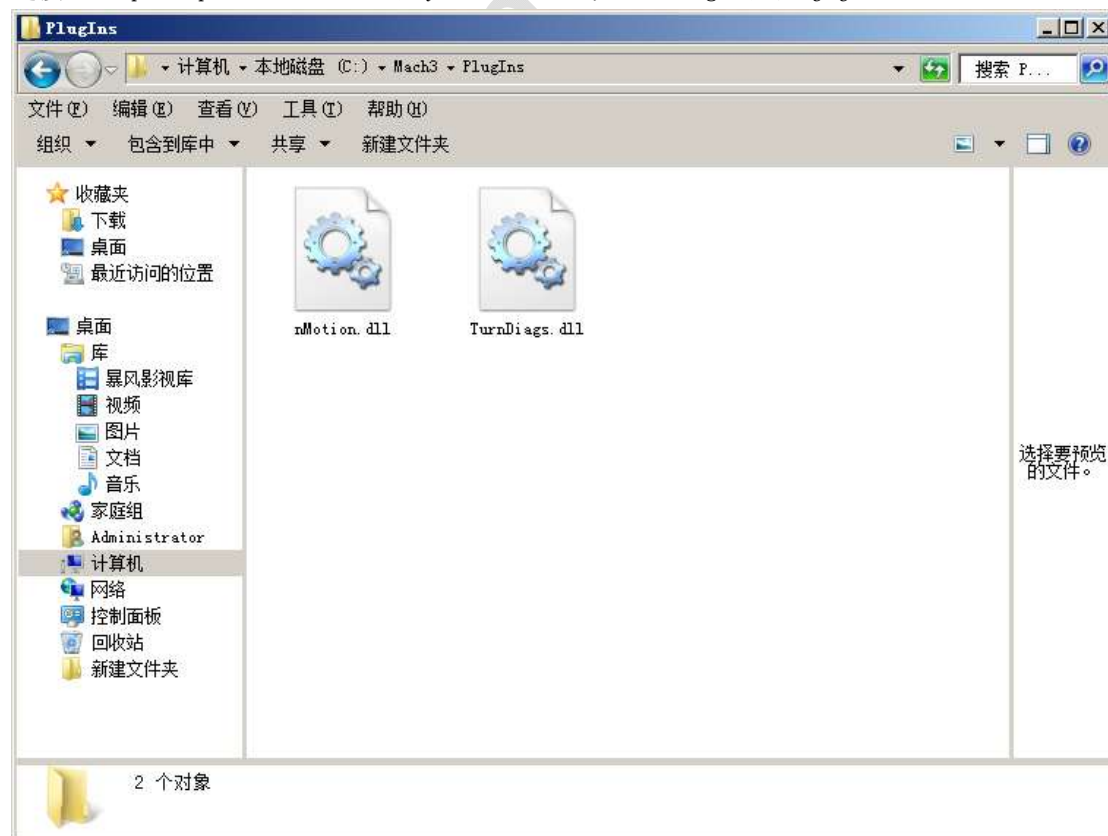 PlugIns
计算机 本地磁盘 (C:) Mach3 PlugIns 搜索 P...
文件(F) 编辑(E) 查看(V) 工具(T) 帮助(H)
组织 包含到库中 共享 新建文件夹
收藏夹
下载
桌面
最近访问的位置
桌面
库
暴风影视库
视频
图片
文档
音乐
家庭组
Administrator
计算机
网络
控制面板
回收站
新建文件夹
nMotion.dll TurnDiags.dll
选择要预览
的文件。
2 个对象